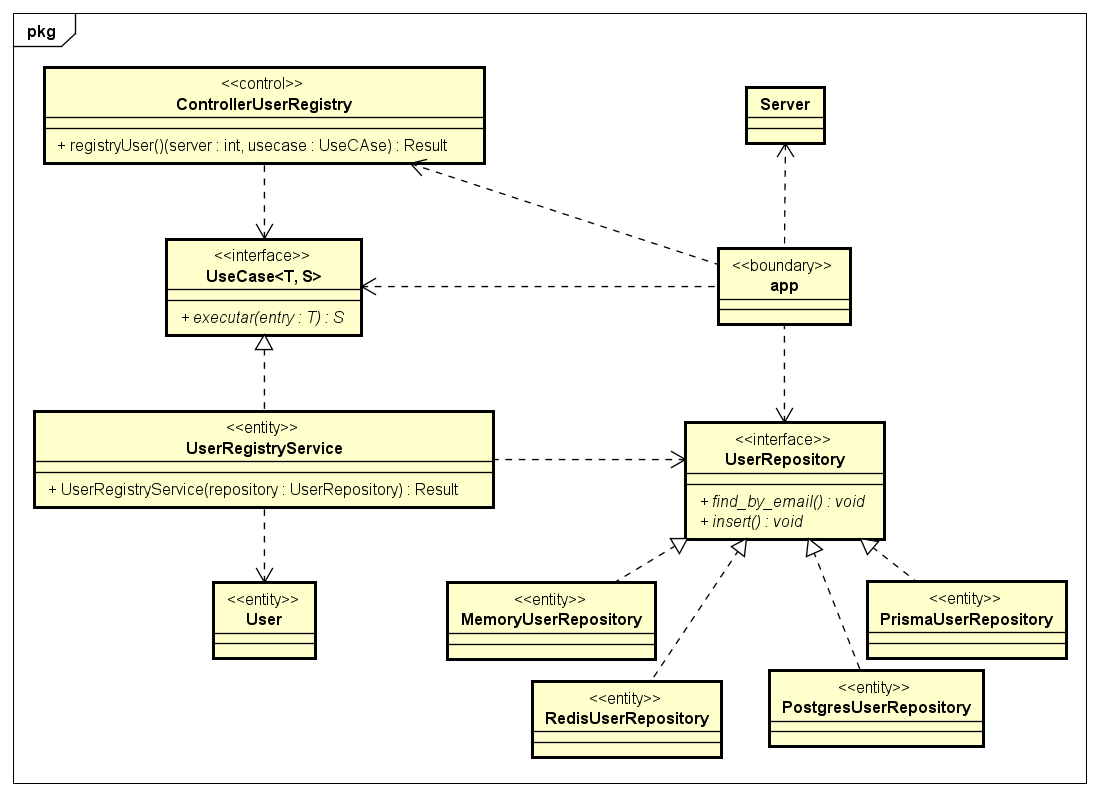 pkg
<<control>>
ControllerUserRegistry
+ registryUser()(server : int, usecase : UseCAse) : Result
Server
<<interface>>
UseCase<T, S>
+ executar(entry : T) : S
<<boundary>>
app
<<entity>>
UserRegistryService
+ UserRegistryService(repository : UserRepository) : Result
<<interface>>
UserRepository
+ find_by_email() : void
+ insert() : void
<<entity>>
User
<<entity>>
MemoryUserRepository
<<entity>>
PrismaUserRepository
<<entity>>
RedisUserRepository
<<entity>>
PostgresUserRepository